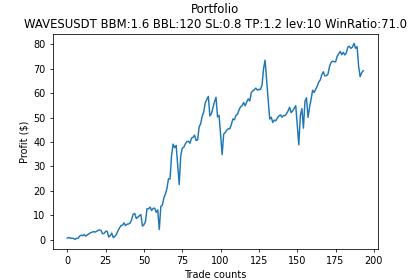 Portfolio
WAVESUSDT BBM:1.6 BBL:120 SL:0.8 TP:1.2 lev:10 WinRatio:71.0
80
70
60
50
40
30
20
10
0
Profit ($)
0 25 50 75 100 125 150 175 200
Trade counts